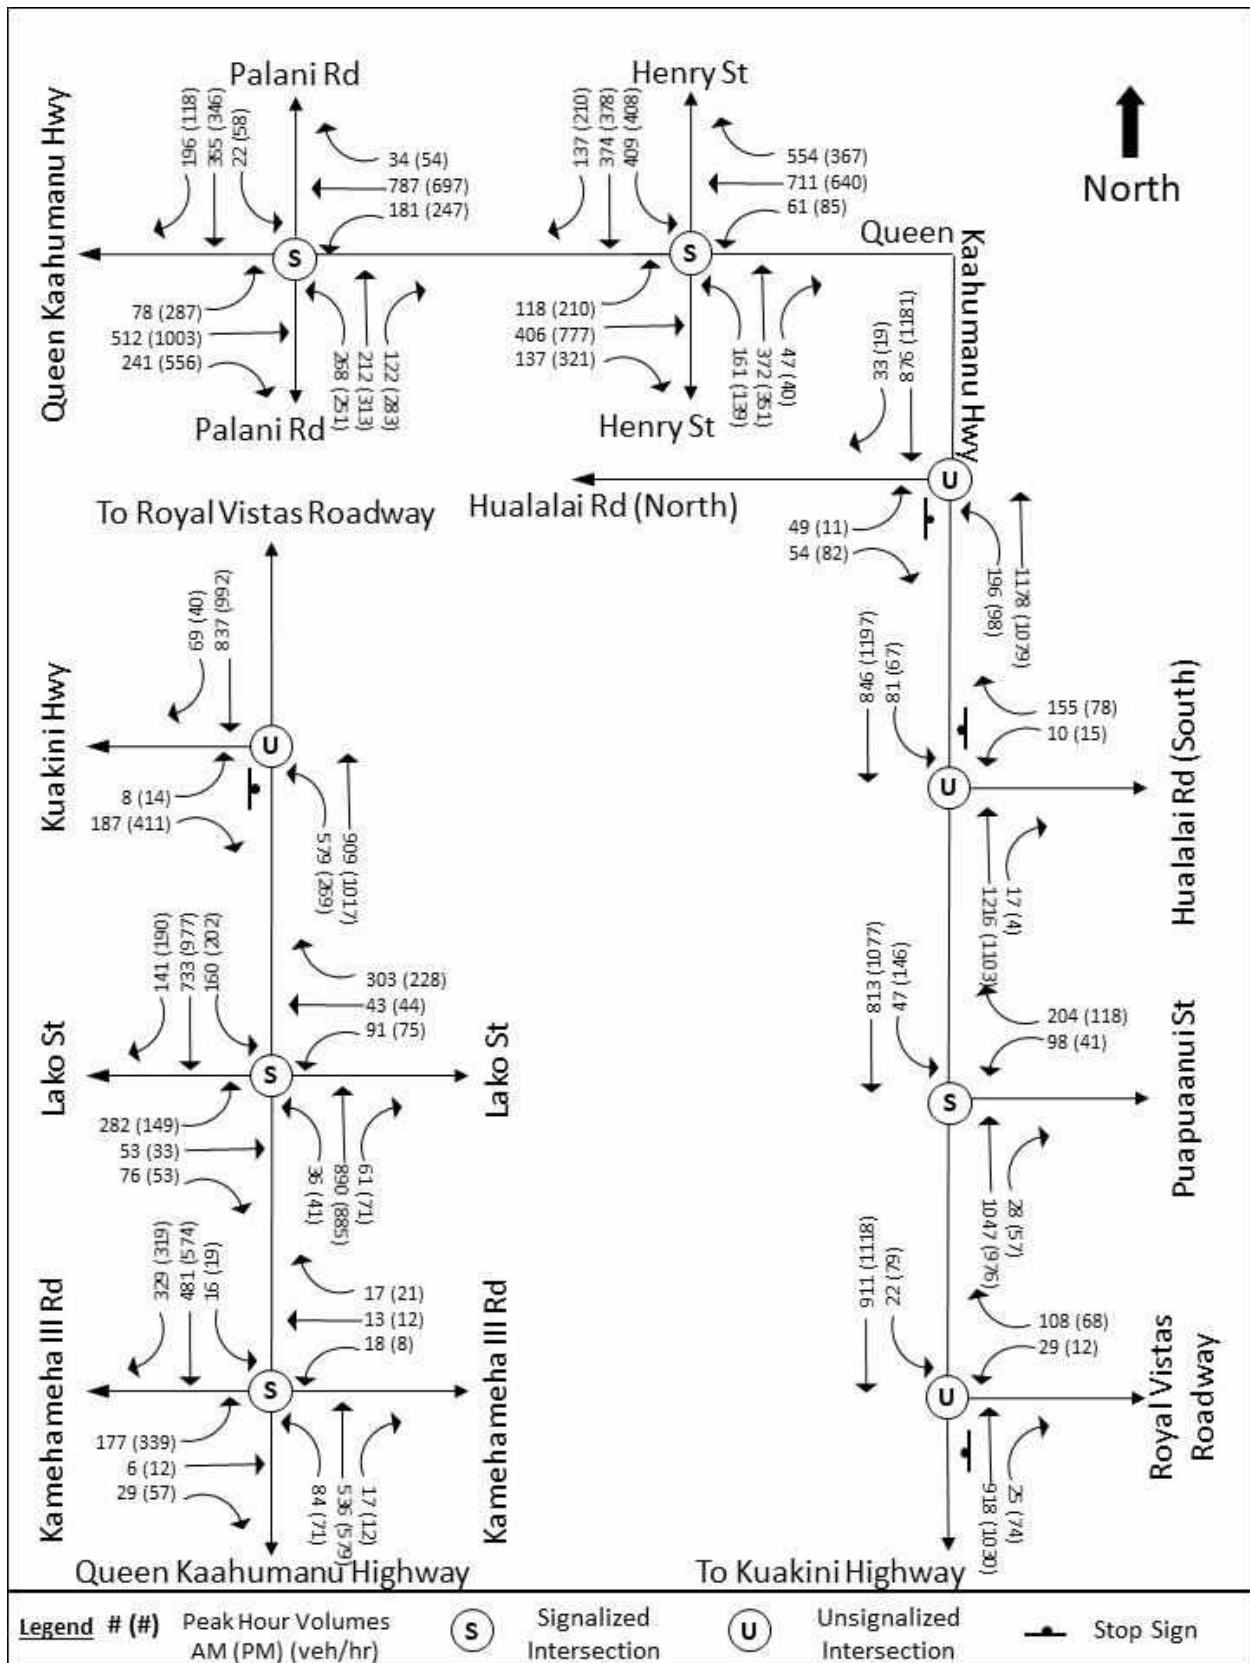 Palani Rd
Queen Kaahumanu Hwy
196 (118)
355 (346)
22 (58)
34 (54)
787 (697)
181 (247)
S
78 (287)
512 (1003)
241 (556)
268 (251)
212 (313)
122 (283)
Palani Rd
Henry St
137 (210)
374 (378)
409 (408)
554 (367)
711 (640)
61 (85)
S
118 (210)
406 (777)
137 (321)
161 (139)
372 (351)
47 (40)
Henry St
North
Queen
Kaahumanu Hwy
33 (19)
876 (1181)
U
Hualalai Rd (North)
49 (11)
54 (82)
196 (98)
1178 (1079)
846 (1197)
81 (67)
155 (78)
10 (15)
U
Hualalai Rd (South)
1216 (1103)
17 (4)
813 (1077)
47 (146)
204 (118)
98 (41)
S
Puapuaanui St
1047 (976)
28 (57)
911 (1118)
22 (79)
108 (68)
29 (12)
U
Royal Vistas
Roadway
918 (1030)
25 (74)
To Kuakini Highway
To Royal Vistas Roadway
69 (40)
837 (992)
Kuakini Hwy
U
8 (14)
187 (411)
579 (269)
909 (1017)
141 (190)
733 (977)
160 (202)
303 (228)
43 (44)
91 (75)
Lako St
S
Lako St
282 (149)
53 (33)
76 (53)
36 (41)
890 (885)
61 (71)
329 (319)
481 (574)
16 (19)
17 (21)
13 (12)
18 (8)
Kamehameha III Rd
S
Kamehameha III Rd
177 (339)
6 (12)
29 (57)
84 (71)
536 (579)
17 (12)
Queen Kaahumanu Highway
Legend # (#)
Peak Hour Volumes
AM (PM) (veh/hr)
S
Signalized
Intersection
U
Unsignalized
Intersection
Stop Sign